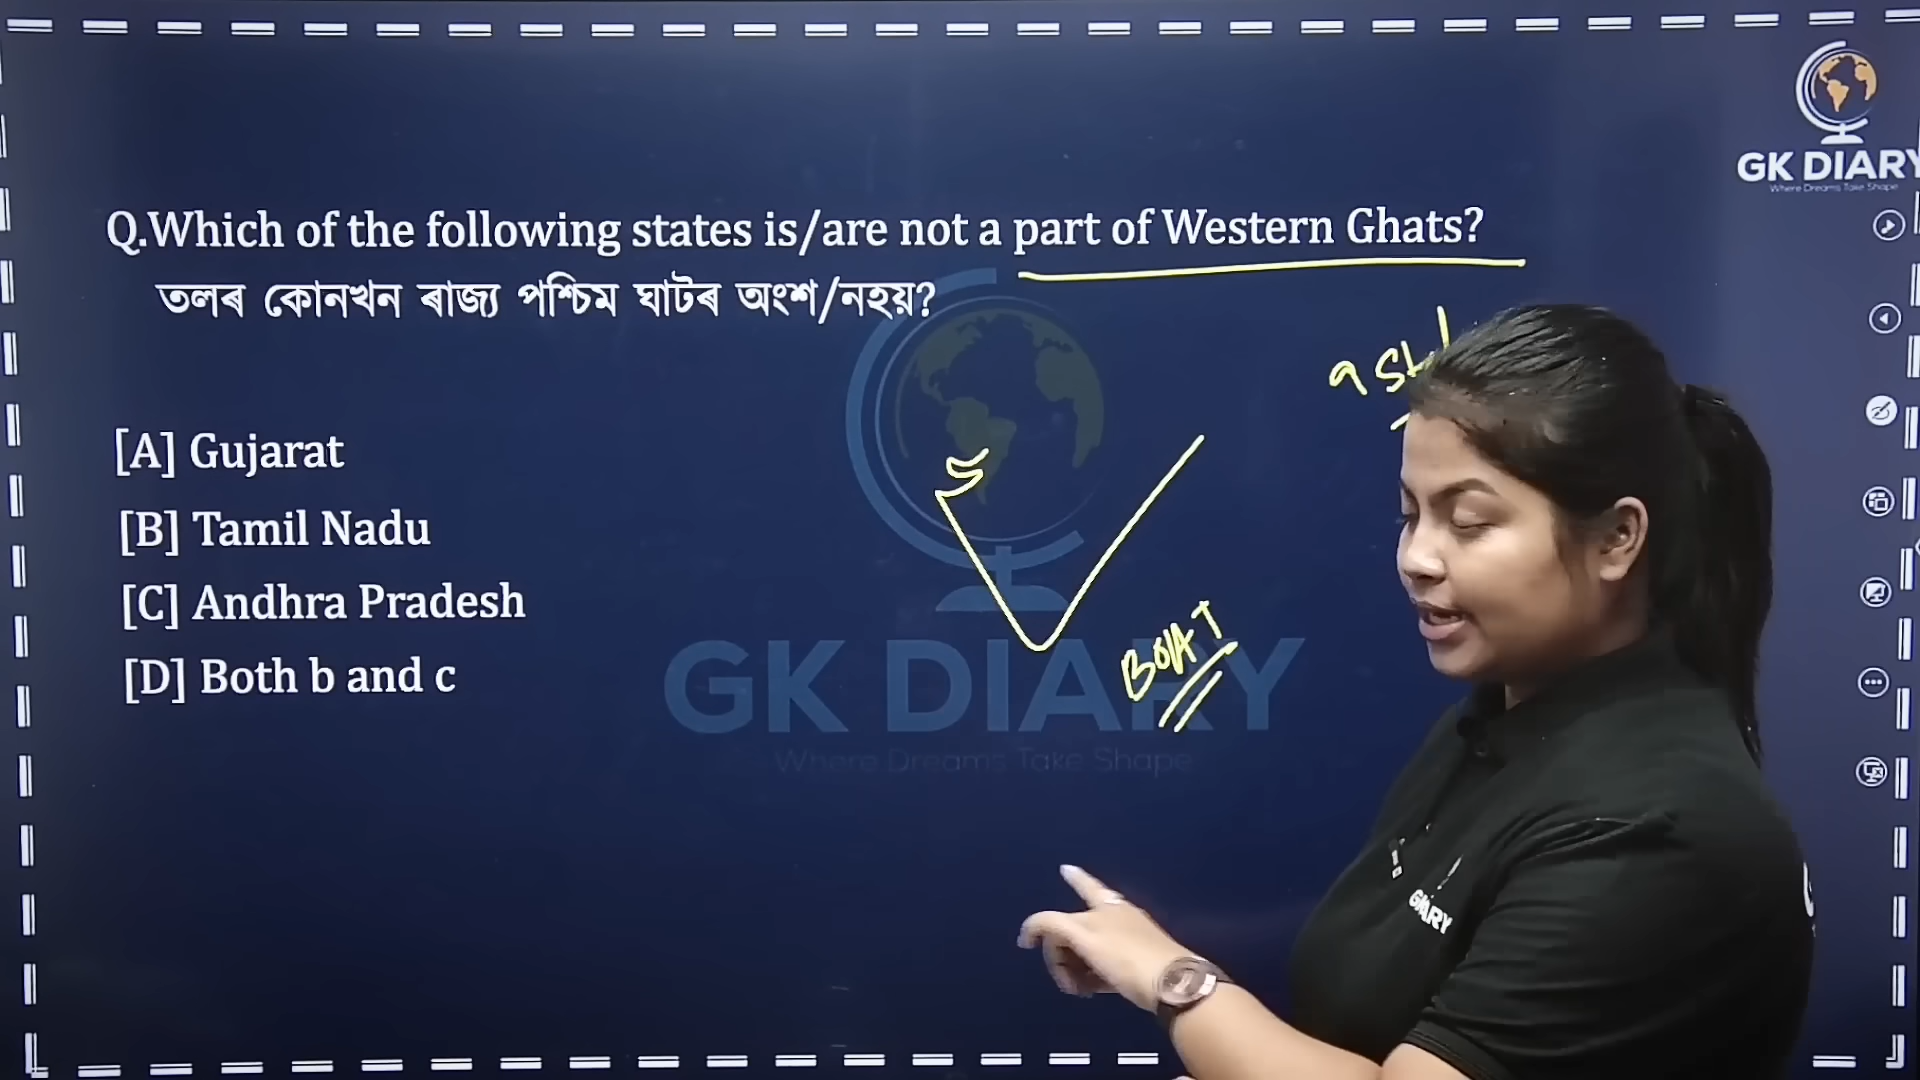 GK DIARY
Where Dreams Take Shape
Q.Which of the following states is/are not a part of Western Ghats?
তলৰ কোনখন ৰাজ্য পশ্চিম ঘাটৰ অংশ/নহয়?
[A] Gujarat
[B] Tamil Nadu
[C] Andhra Pradesh
[D] Both b and c
GK DIARY
Where Dreams Take Shape